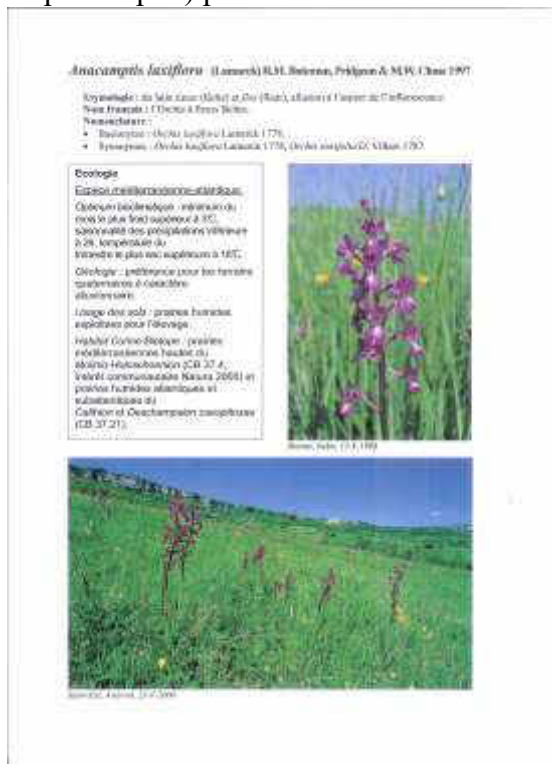 Anacamptis laxiflora (Lamarck) R.M. Bateman, Pridgeon & M.W. Chase 1997
Etymologie : du latin laxus (lâche) et flos (fleur), allusion à l'aspect de l'inflorescence
Nom français : l'Orchis à fleurs lâches.
Nomenclature :
• Basionyme : Orchis laxiflora Lamarck 1779.
• Synonymes : Orchis laxiflora Lamarck 1779, Orchis ensifolia D. Villars 1787.
Ecologie
Espèce méditerranéenne-atlantique.
Optimum bioclimatique : minimum du
mois le plus froid supérieur à
saisonnalité des précipitations inférieure
à 26, température du
trimestre le plus sec supérieure à 16°C.
Géologie : préférence pour les terrains
quaternaires à caractère
alluvionnaire.
Usage des sols : prairies humides
exploitées pour l'élevage.
Habitat Corine Biotope : prairies
méditerranéennes hautes du
Molinio-Holoschoenion (CB 37.4,
intérêt communautaire Natura 2000) et
prairies humides atlantiques et
subatlantiques du
Calthion et Deschampsion caespitosae
(CB 37.21).